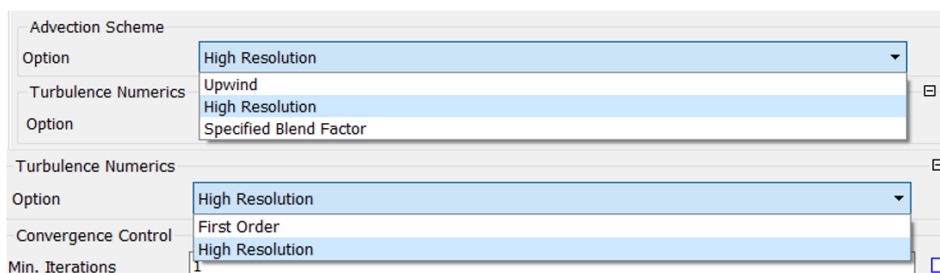 Advection Scheme
Option High Resolution
Upwind
Turbulence Numerics
High Resolution
Option
Specified Blend Factor
Turbulence Numerics
Option High Resolution
First Order
Convergence Control
High Resolution
Min. Iterations 1